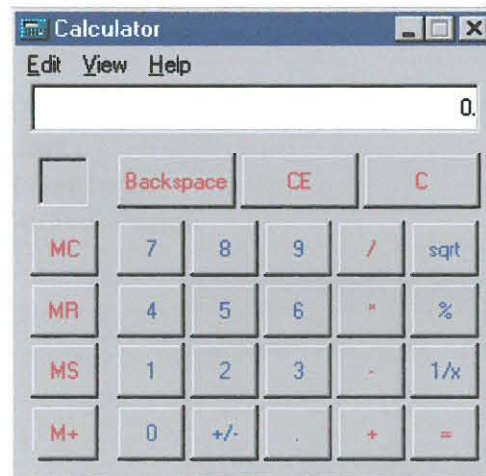 Calculator
Edit View Help
0.
Backspace CE C
MC 7 8 9 / sqrt
MR 4 5 6 * %
MS 1 2 3 - 1/x
M+ 0 +/- . + =